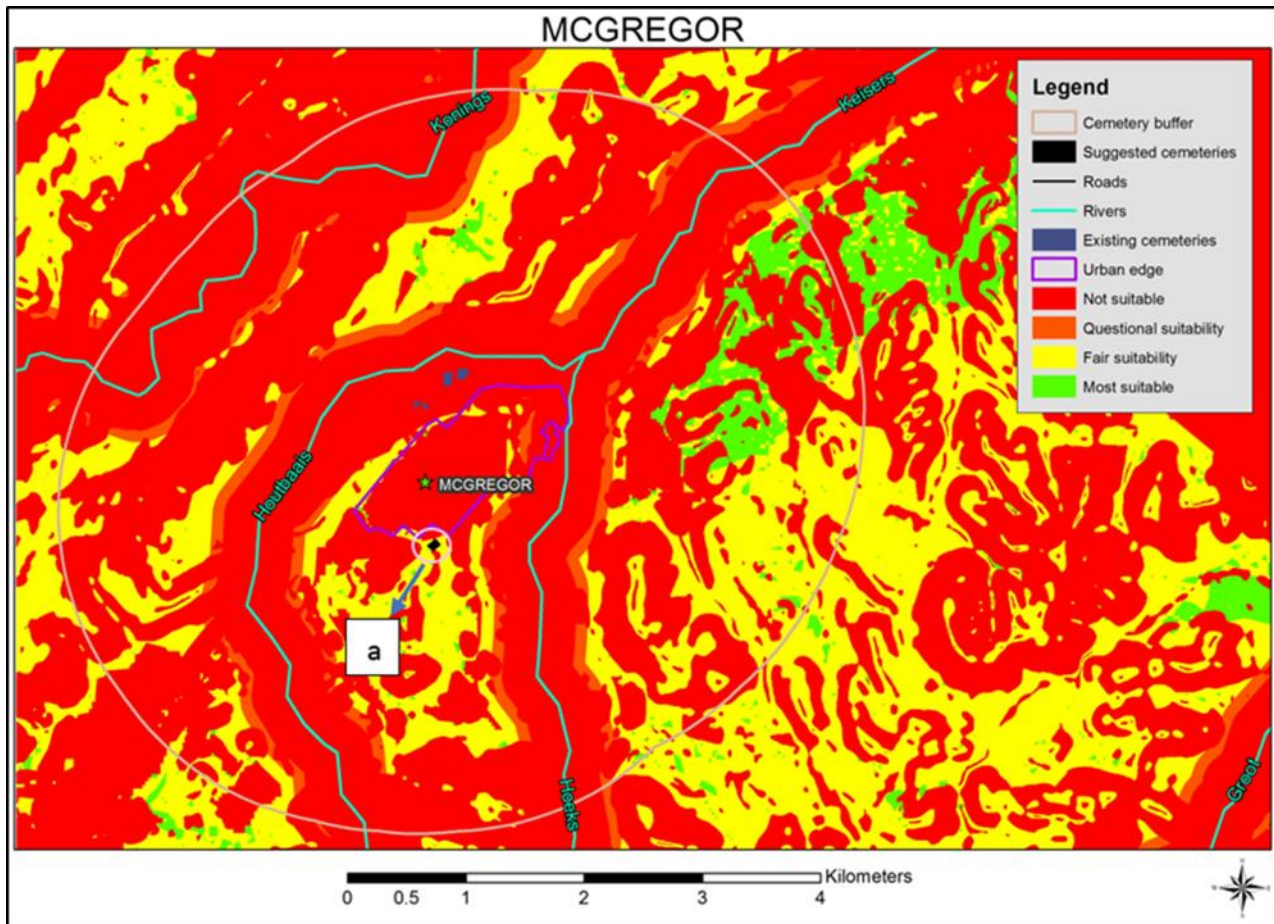 MCGREGOR
Konings
Keisers
Legend
Cemetery buffer
Suggested cemeteries
Roads
Rivers
Existing cemeteries
Urban edge
Not suitable
Questional suitability
Fair suitability
Most suitable
Houtbaais
MCGREGOR
a
Hoeks
Groot
Kilometers
0 0.5 1 2 3 4